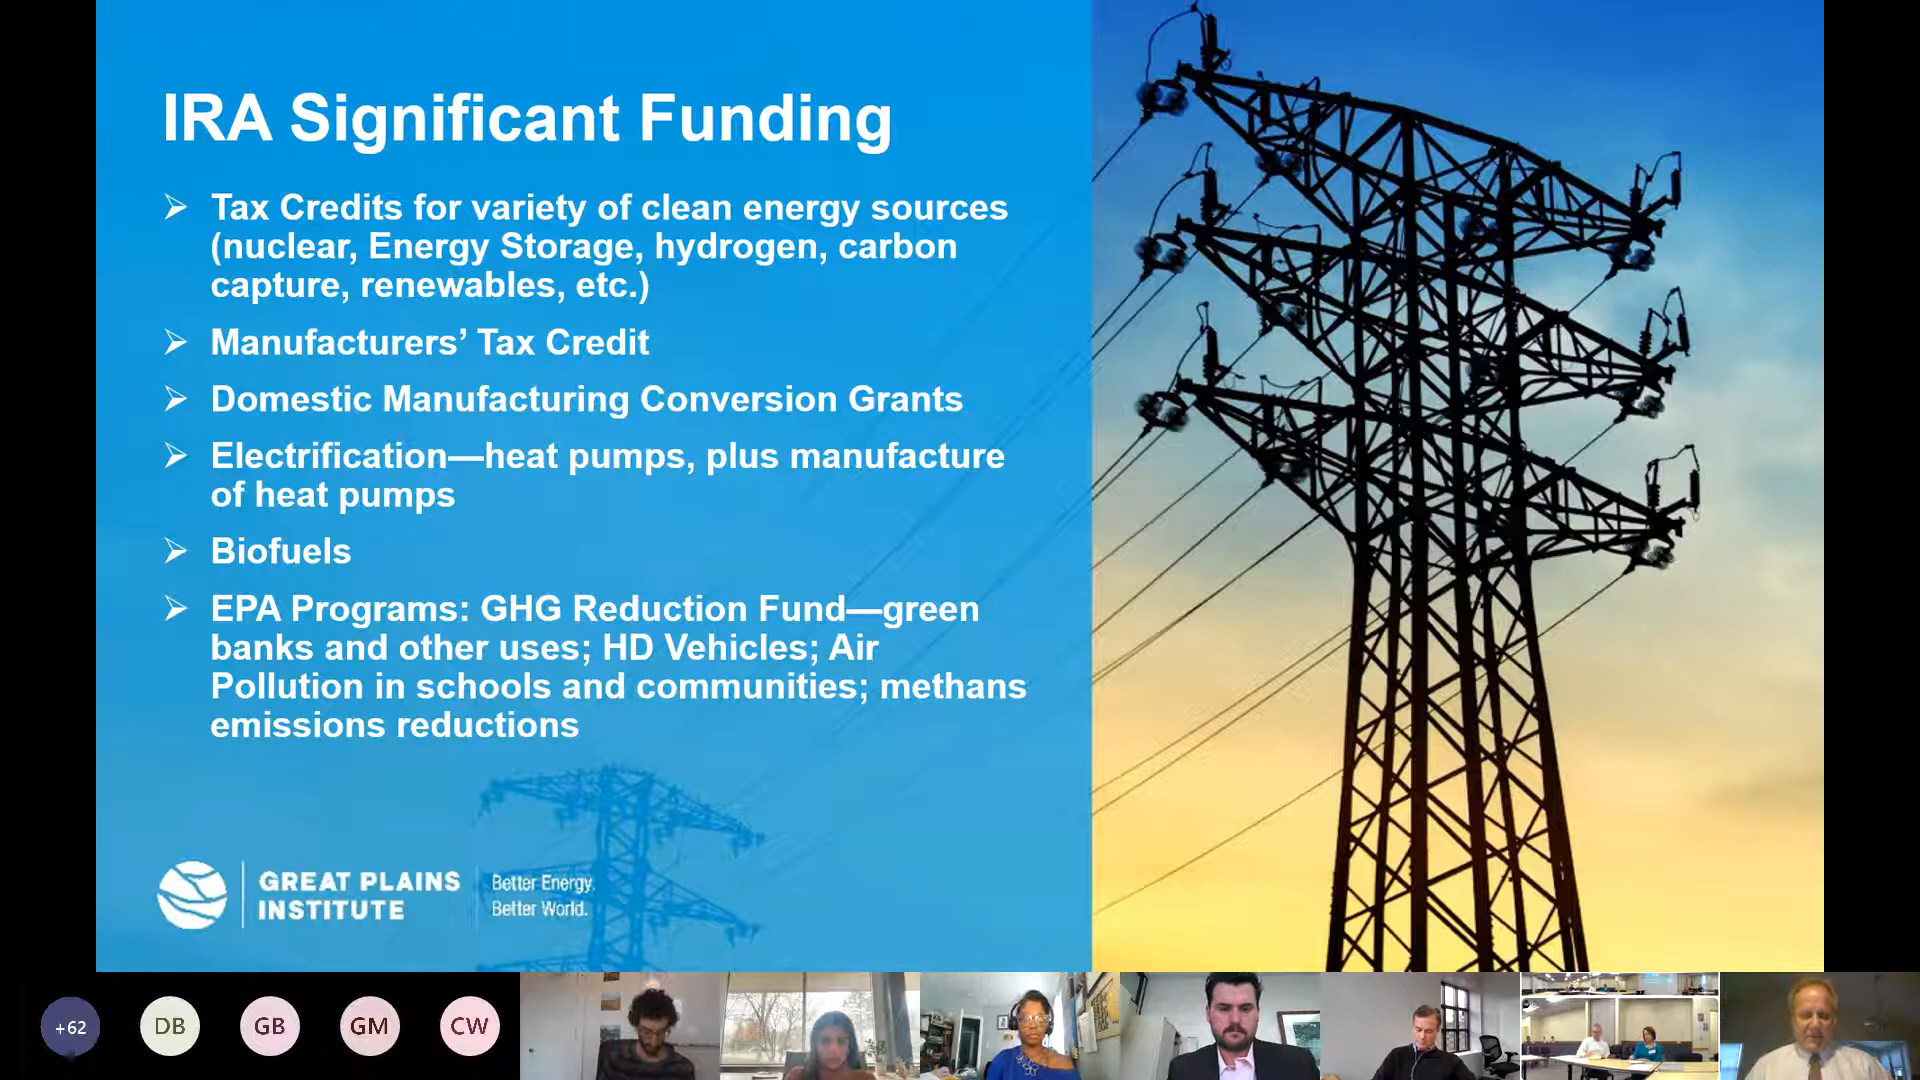 IRA Significant Funding
Tax Credits for variety of clean energy sources
(nuclear, Energy Storage, hydrogen, carbon
capture, renewables, etc.)
Manufacturers’ Tax Credit
Domestic Manufacturing Conversion Grants
Electrification—heat pumps, plus manufacture
of heat pumps
Biofuels
EPA Programs: GHG Reduction Fund—green
banks and other uses; HD Vehicles; Air
Pollution in schools and communities; methans
emissions reductions
GREAT PLAINS
INSTITUTE
Better Energy.
Better World.
+62
DB
GB
GM
CW